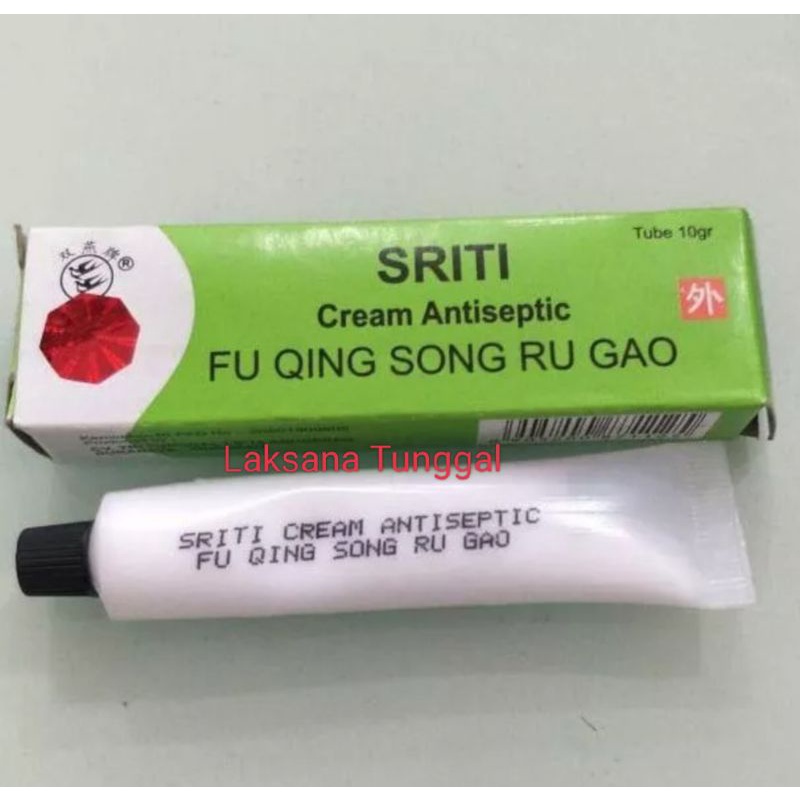 双燕牌®
Tube 10gr
SRITI
Cream Antiseptic
外
FU QING SONG RU GAO
Laksana Tunggal
SRITI CREAM ANTISEPTIC
FU QING SONG RU GAO